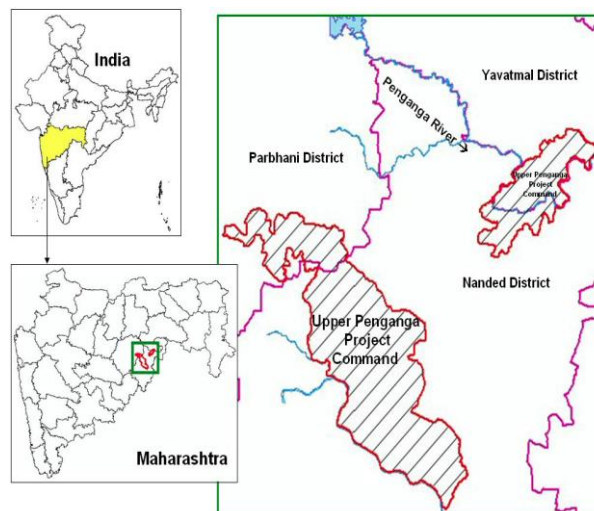 India
Yavatmal District
Penganga River
Parbhani District
Upper Penganga
Project
Command
Nanded District
Upper Penganga
Project
Command
Maharashtra